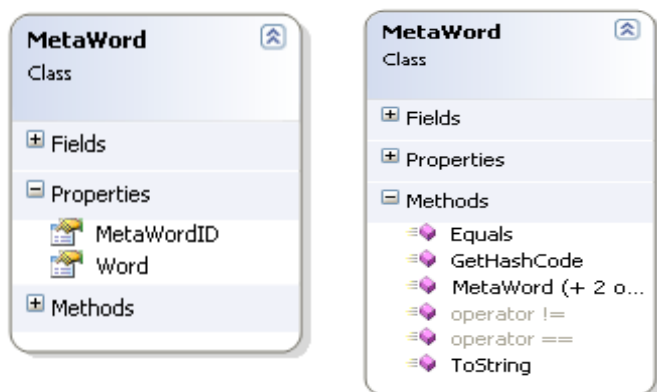 MetaWord
Class
Fields
Properties
MetaWordID
Word
Methods
MetaWord
Class
Fields
Properties
Methods
Equals
GetHashCode
MetaWord (+ 2 o...
operator !=
operator ==
ToString